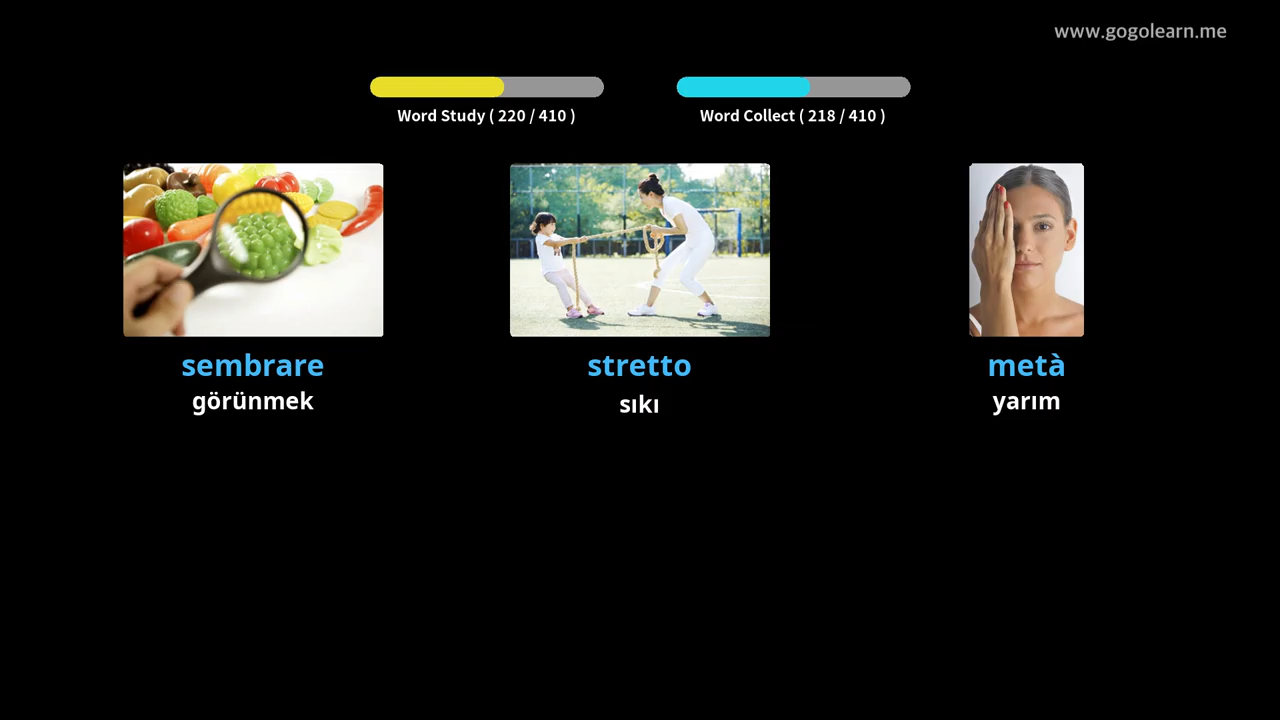 www.gogolearn.me
Word Study ( 220 / 410 )
Word Collect ( 218 / 410 )
sembrare
görünmek
stretto
sıkı
metà
yarım